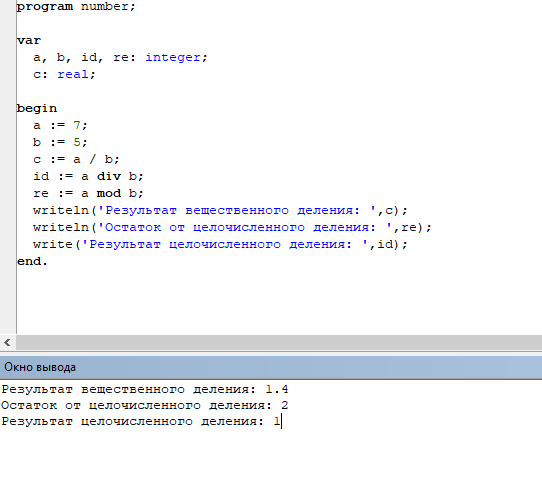 program number;
var
a, b, id, re: integer;
c: real;
begin
a := 7;
b := 5;
c := a / b;
id := a div b;
re := a mod b;
writeln('Результат вещественного деления: ',c);
writeln('Остаток от целочисленного деления: ',re);
write('Результат целочисленного деления: ',id);
end.
Окно вывода
Результат вещественного деления: 1.4
Остаток от целочисленного деления: 2
Результат целочисленного деления: 1